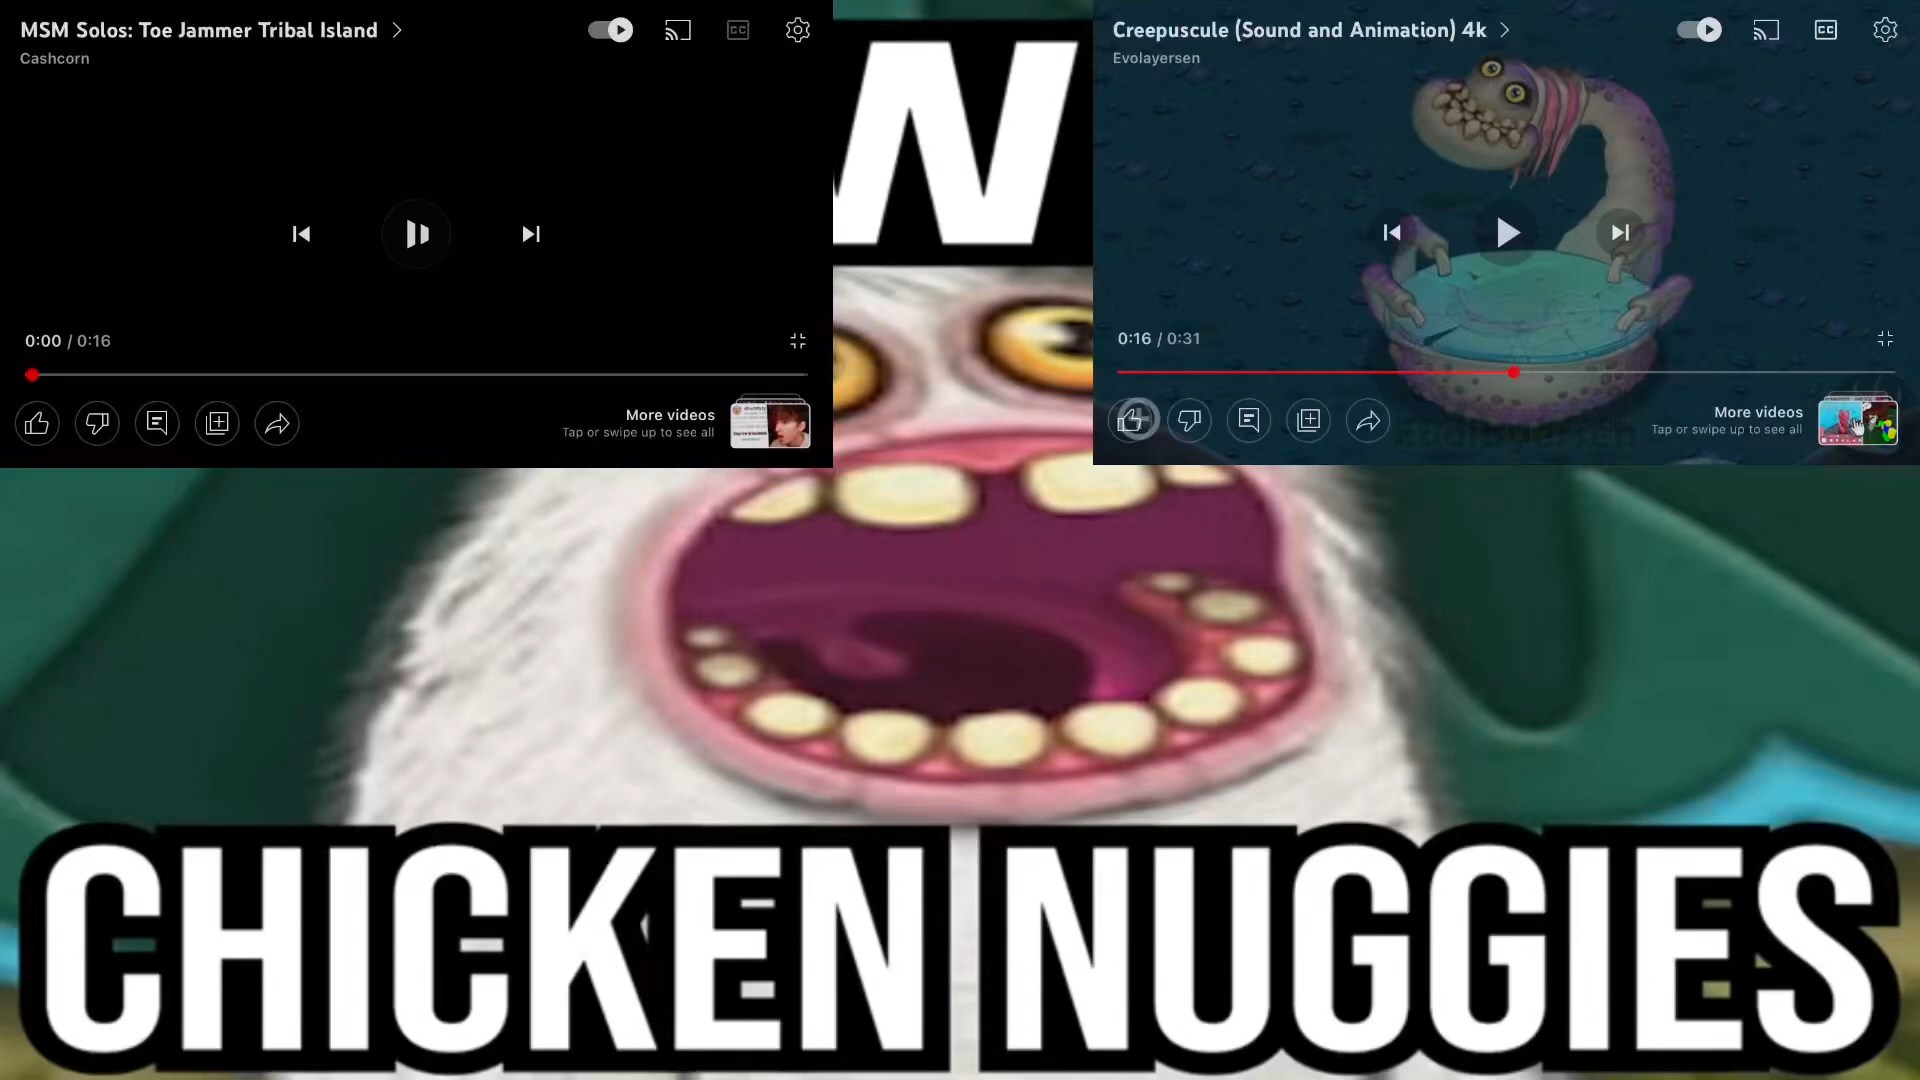 MSM Solos: Toe Jammer Tribal Island
Cashcorn
CC
0:00 / 0:16
More videos
Tap or swipe up to see all
Creepuscule (Sound and Animation) 4k
Evolayersen
CC
0:16 / 0:31
More videos
Tap or swipe up to see all
W
CHICKEN NUGGIES